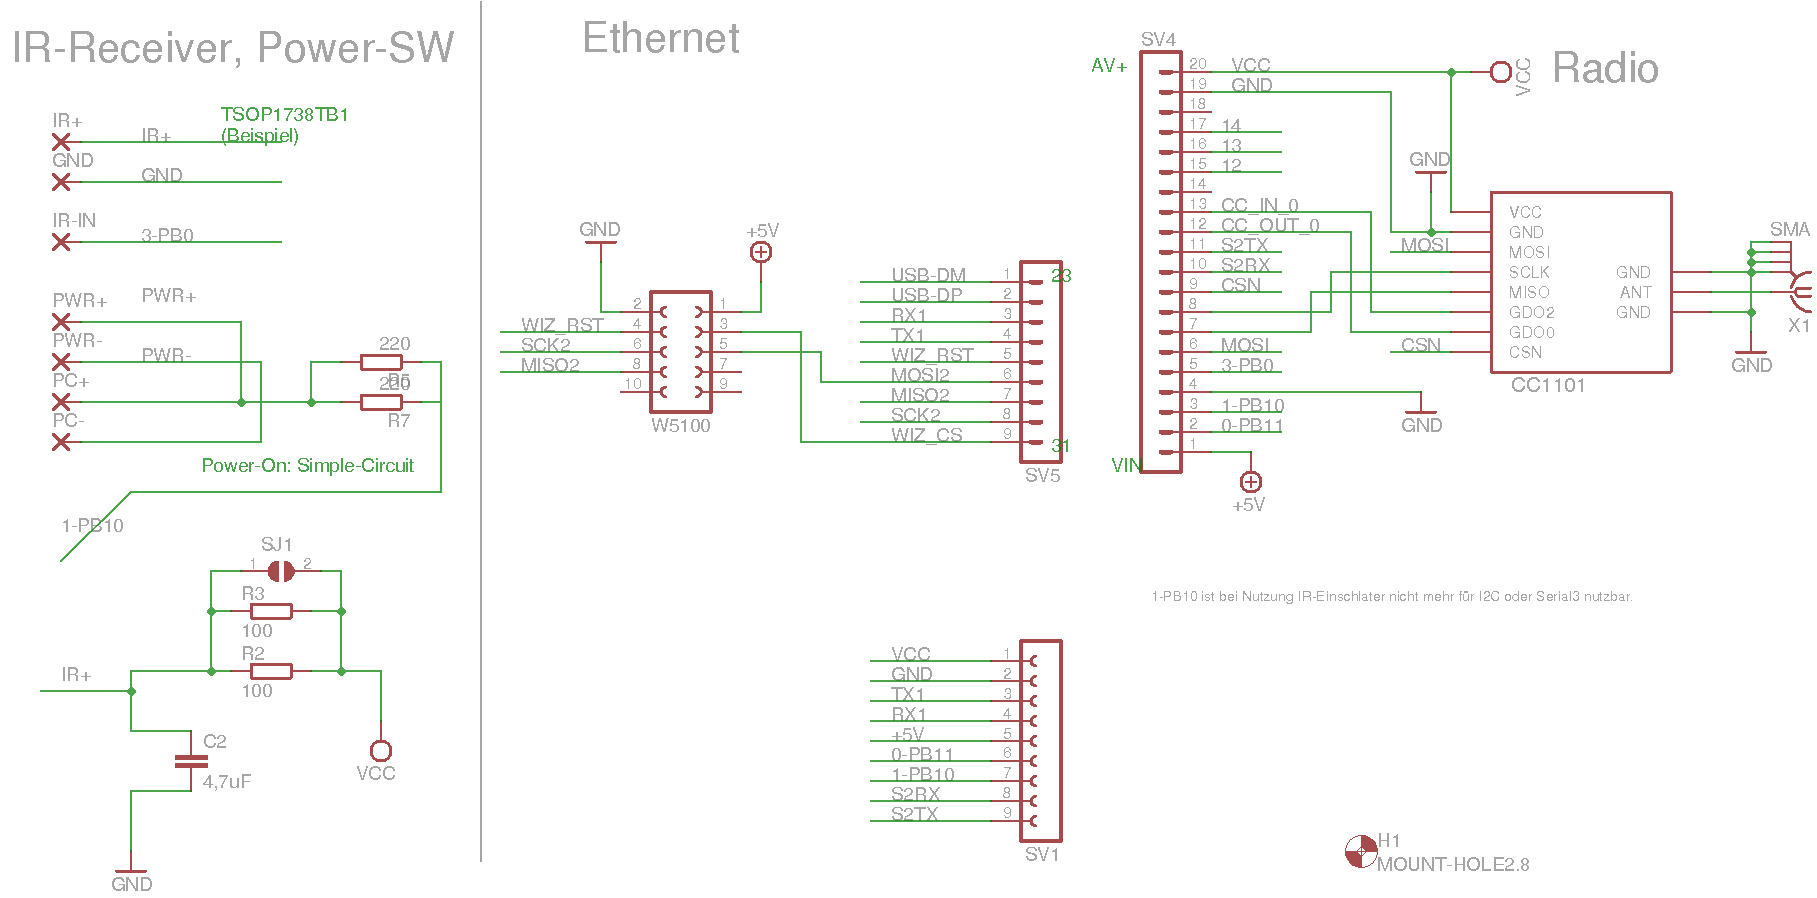 IR-Receiver, Power-SW
TSOP1738TB1
(Beispiel)
IR+
IR+
GND
GND
IR-IN
3-PB0
PWR+
PWR+
PWR-
PWR-
PC+
PC-
220
R5
220
R7
Power-On: Simple-Circuit
1-PB10
SJ1
1
2
R3
100
R2
100
IR+
C2
4,7uF
VCC
GND
Ethernet
GND
+5V
2
4
6
8
10
1
3
5
7
9
WIZ_RST
SCK2
MISO2
W5100
USB-DM 1 23
USB-DP 2
RX1 3
TX1 4
WIZ_RST 5
MOSI2 6
MISO2 7
SCK2 8
WIZ_CS 9 31
SV5
VCC 1
GND 2
TX1 3
RX1 4
+5V 5
0-PB11 6
1-PB10 7
S2RX 8
S2TX 9
SV1
SV4
AV+
20 VCC
19 GND
18
17 14
16 13
15 12
14
13 CC_IN_0
12 CC_OUT_0
11 S2TX
10 S2RX
9 CSN
8
7
6 MOSI
5 3-PB0
4
3 1-PB10
2 0-PB11
1
VIN
+5V
GND
Radio
VCC
GND
MOSI
CSN
VCC
GND
MOSI
SCLK
MISO
GDO2
GDO0
CSN
GND
ANT
GND
CC1101
SMA
X1
GND
1-PB10 ist bei Nutzung IR-Einschlater nicht mehr für I2C oder Serial3 nutzbar.
H1
MOUNT-HOLE2.8